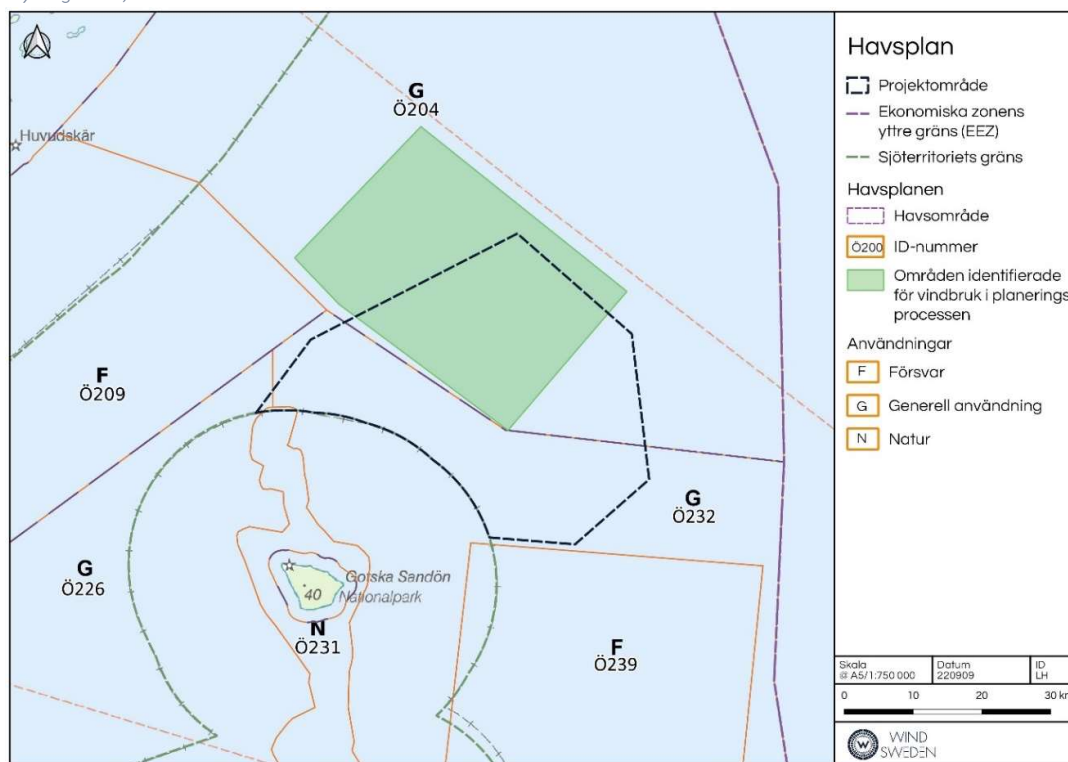 G
Ö204
Huvudskär
F
Ö209
G
Ö232
G
Ö226
Gotska Sandön
Nationalpark
40
N
Ö231
F
Ö239
Havsplan
Projektområde
Ekonomiska zonens
yttre gräns (EEZ)
Sjöterritoriets gräns
Havsplanen
Havsområde
Ö200 ID-nummer
Områden identifierade
för vindbruk i planerings
processen
Användningar
F Försvar
G Generell användning
N Natur
Skala
@ A5/1:750 000
Datum
220909
ID
LH
0 10 20 30 km
W WIND
SWEDEN